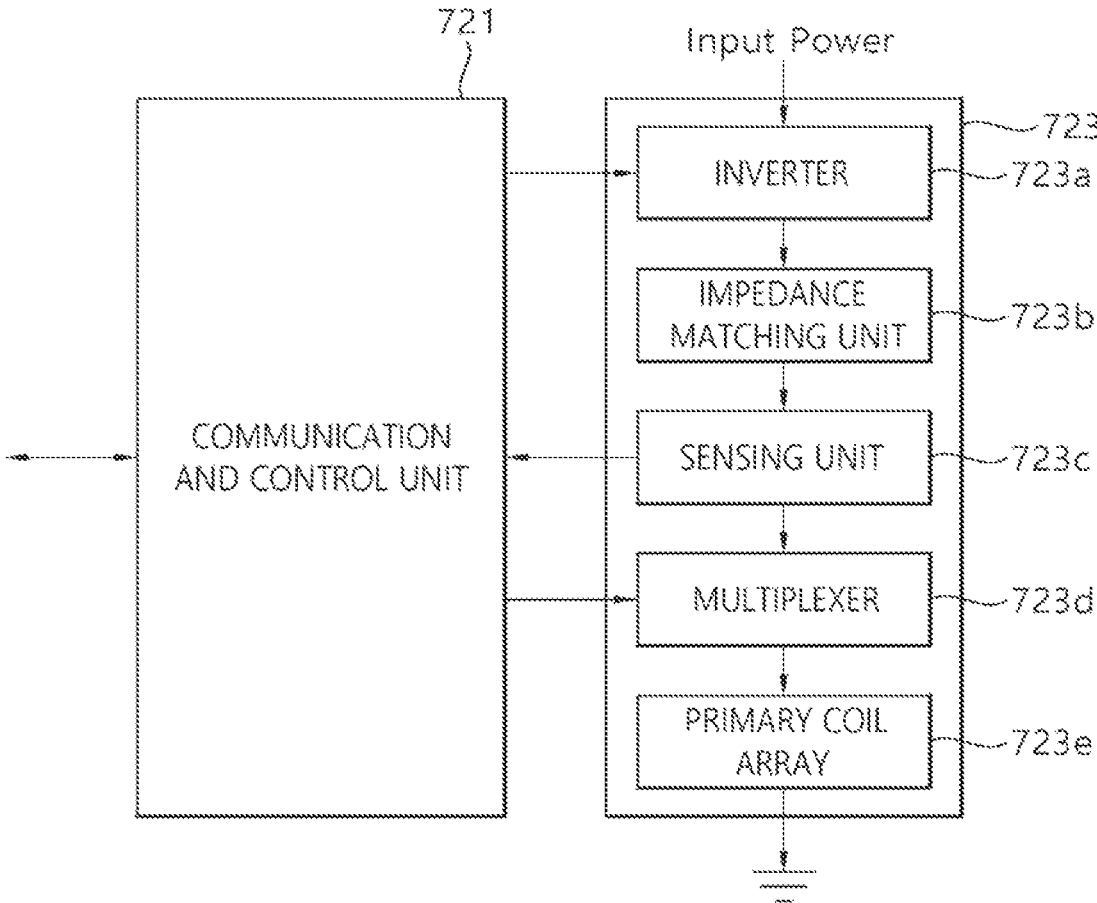 721
Input Power
723
INVERTER
723a
IMPEDANCE
MATCHING UNIT
723b
COMMUNICATION
AND CONTROL UNIT
SENSING UNIT
723c
MULTIPLEXER
723d
PRIMARY COIL
ARRAY
723e